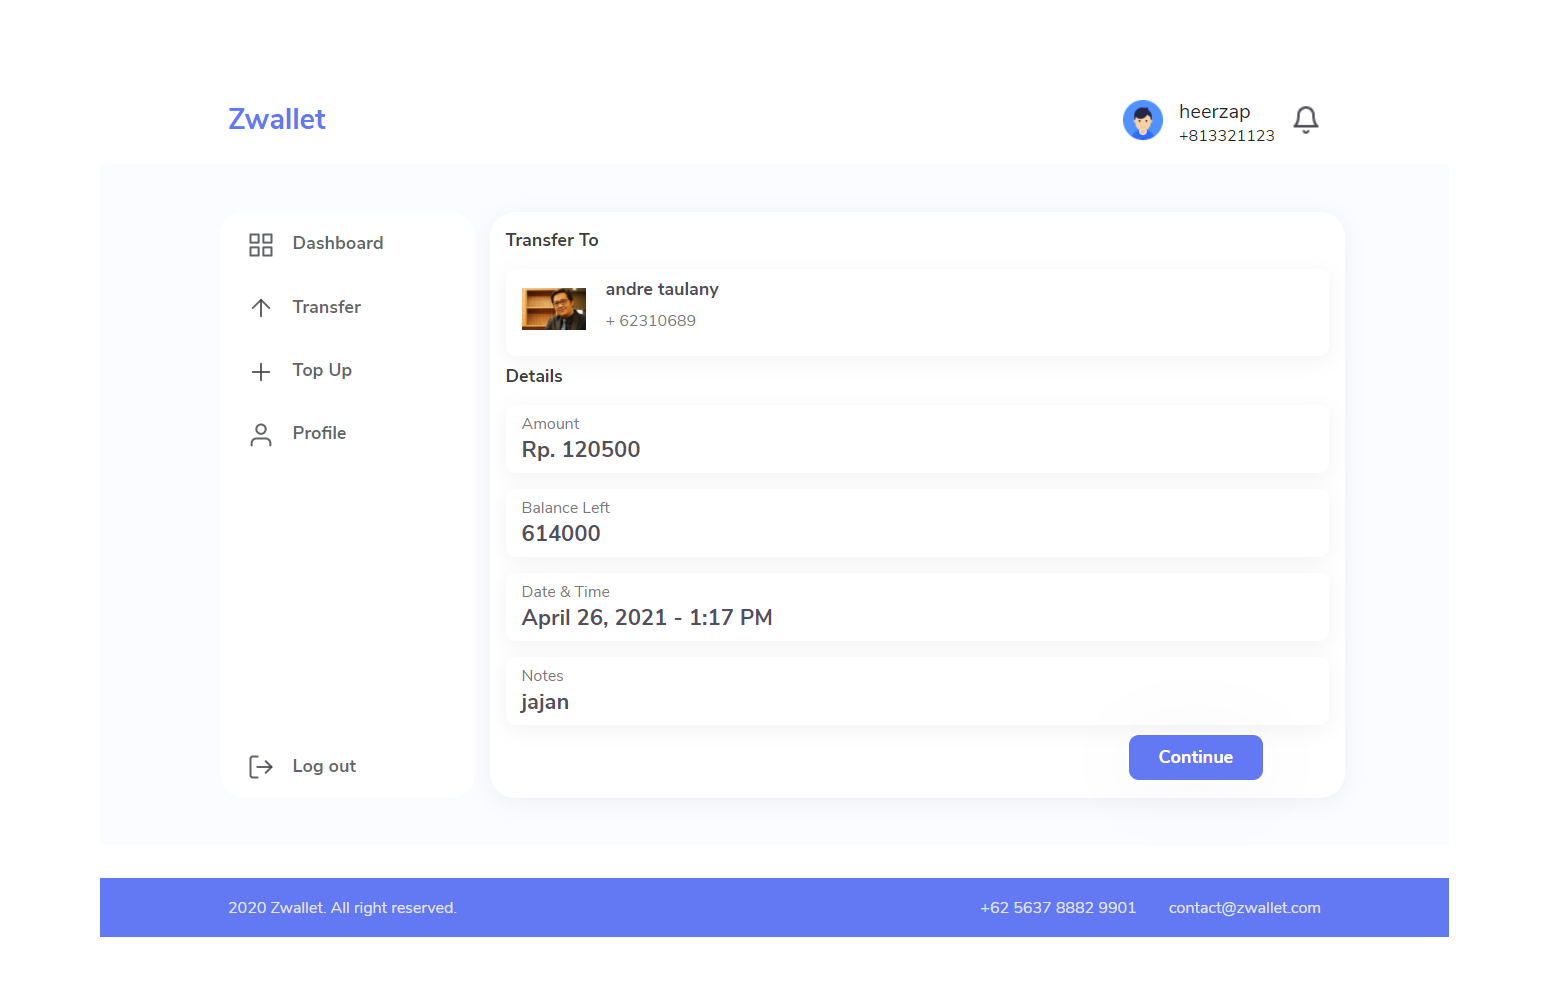 Zwallet
heerzap
+813321123
Dashboard
Transfer
Top Up
Profile
Log out
Transfer To
andre taulany
+ 62310689
Details
Amount
Rp. 120500
Balance Left
614000
Date & Time
April 26, 2021 - 1:17 PM
Notes
jajan
Continue
2020 Zwallet. All right reserved.
+62 5637 8882 9901
contact@zwallet.com